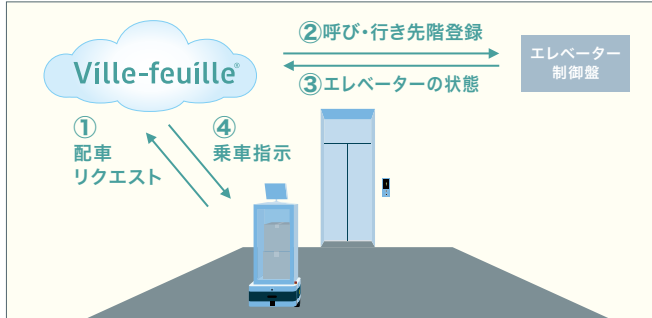 ②呼び・行き先階登録
Ville-feuille®
③エレベーターの状態
エレベーター
制御盤
①
配車
リクエスト
④
乗車指示